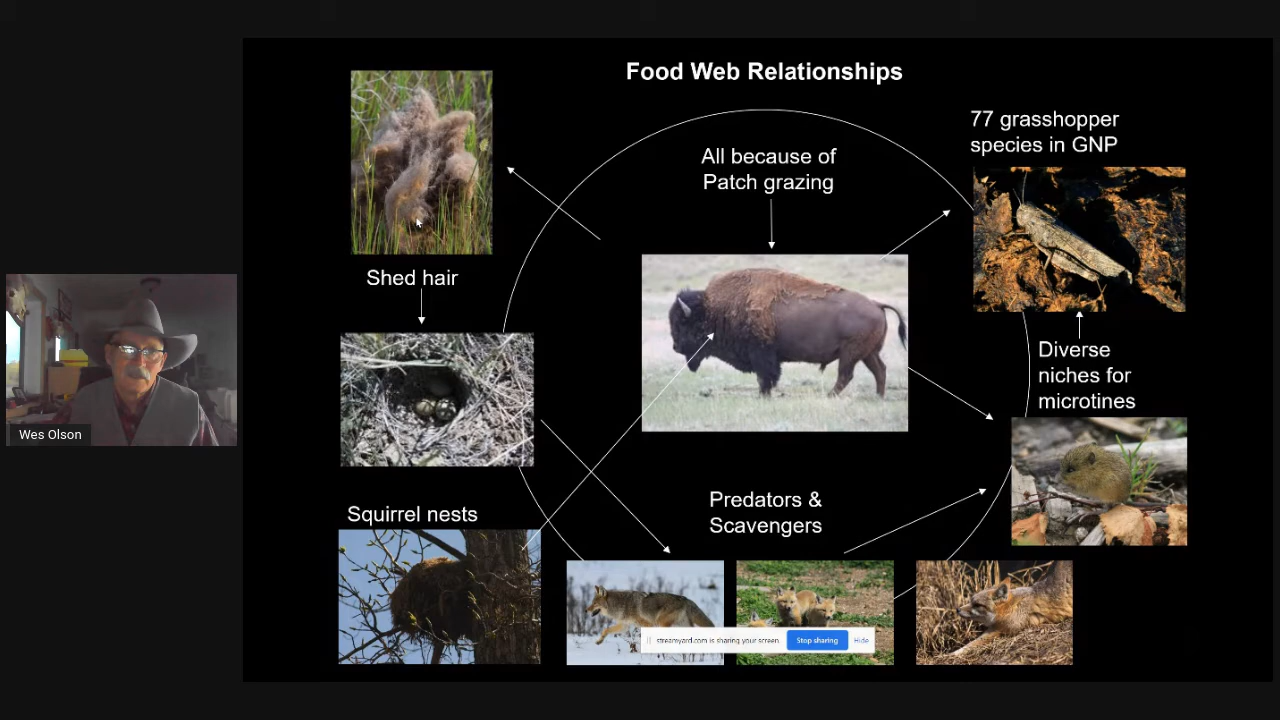 Food Web Relationships
77 grasshopper
species in GNP
All because of
Patch grazing
Shed hair
Diverse
niches for
microtines
Wes Olson
Predators &
Scavengers
Squirrel nests
streamyard.com is sharing your screen.
Stop sharing
Hide